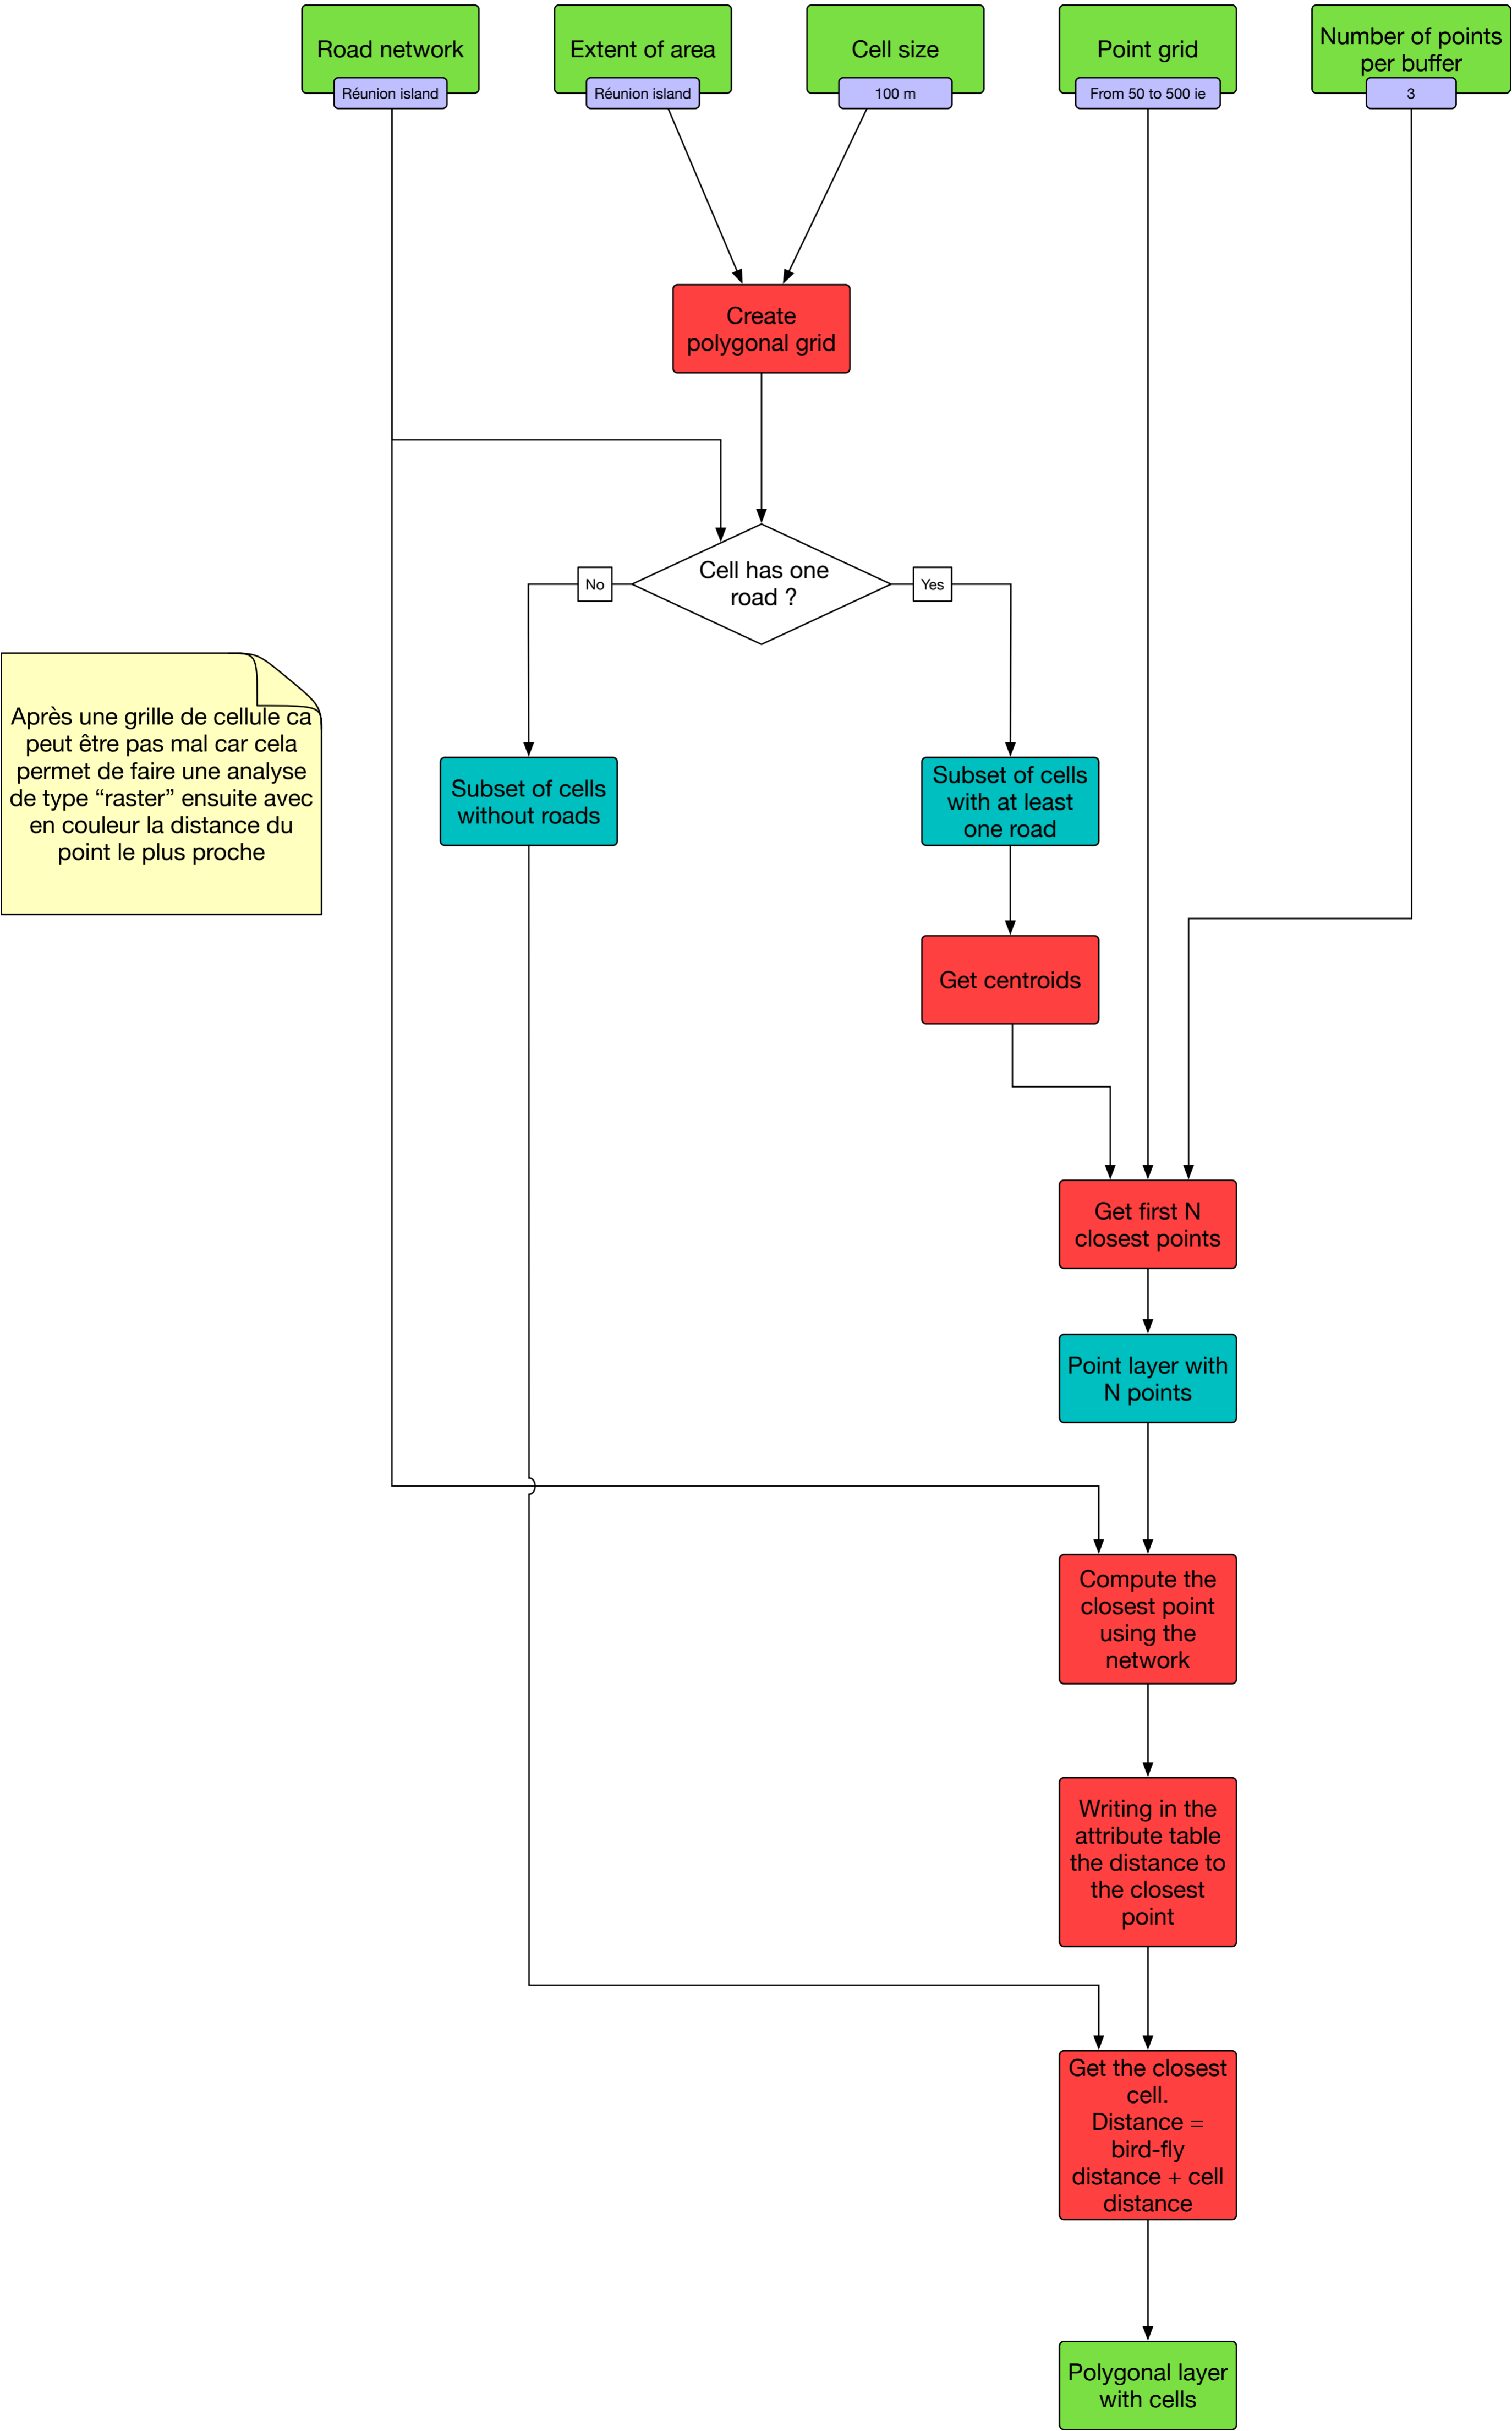 Road network
Réunion island
Extent of area
Réunion island
Cell size
100 m
Point grid
From 50 to 500 ie
Number of points
per buffer
3
Create
polygonal grid
Cell has one
road ?
No
Yes
Après une grille de cellule ca
peut être pas mal car cela
permet de faire une analyse
de type “raster” ensuite avec
en couleur la distance du
point le plus proche
Subset of cells
without roads
Subset of cells
with at least
one road
Get centroids
Get first N
closest points
Point layer with
N points
Compute the
closest point
using the
network
Writing in the
attribute table
the distance to
the closest
point
Get the closest
cell.
Distance =
bird-fly
distance + cell
distance
Polygonal layer
with cells